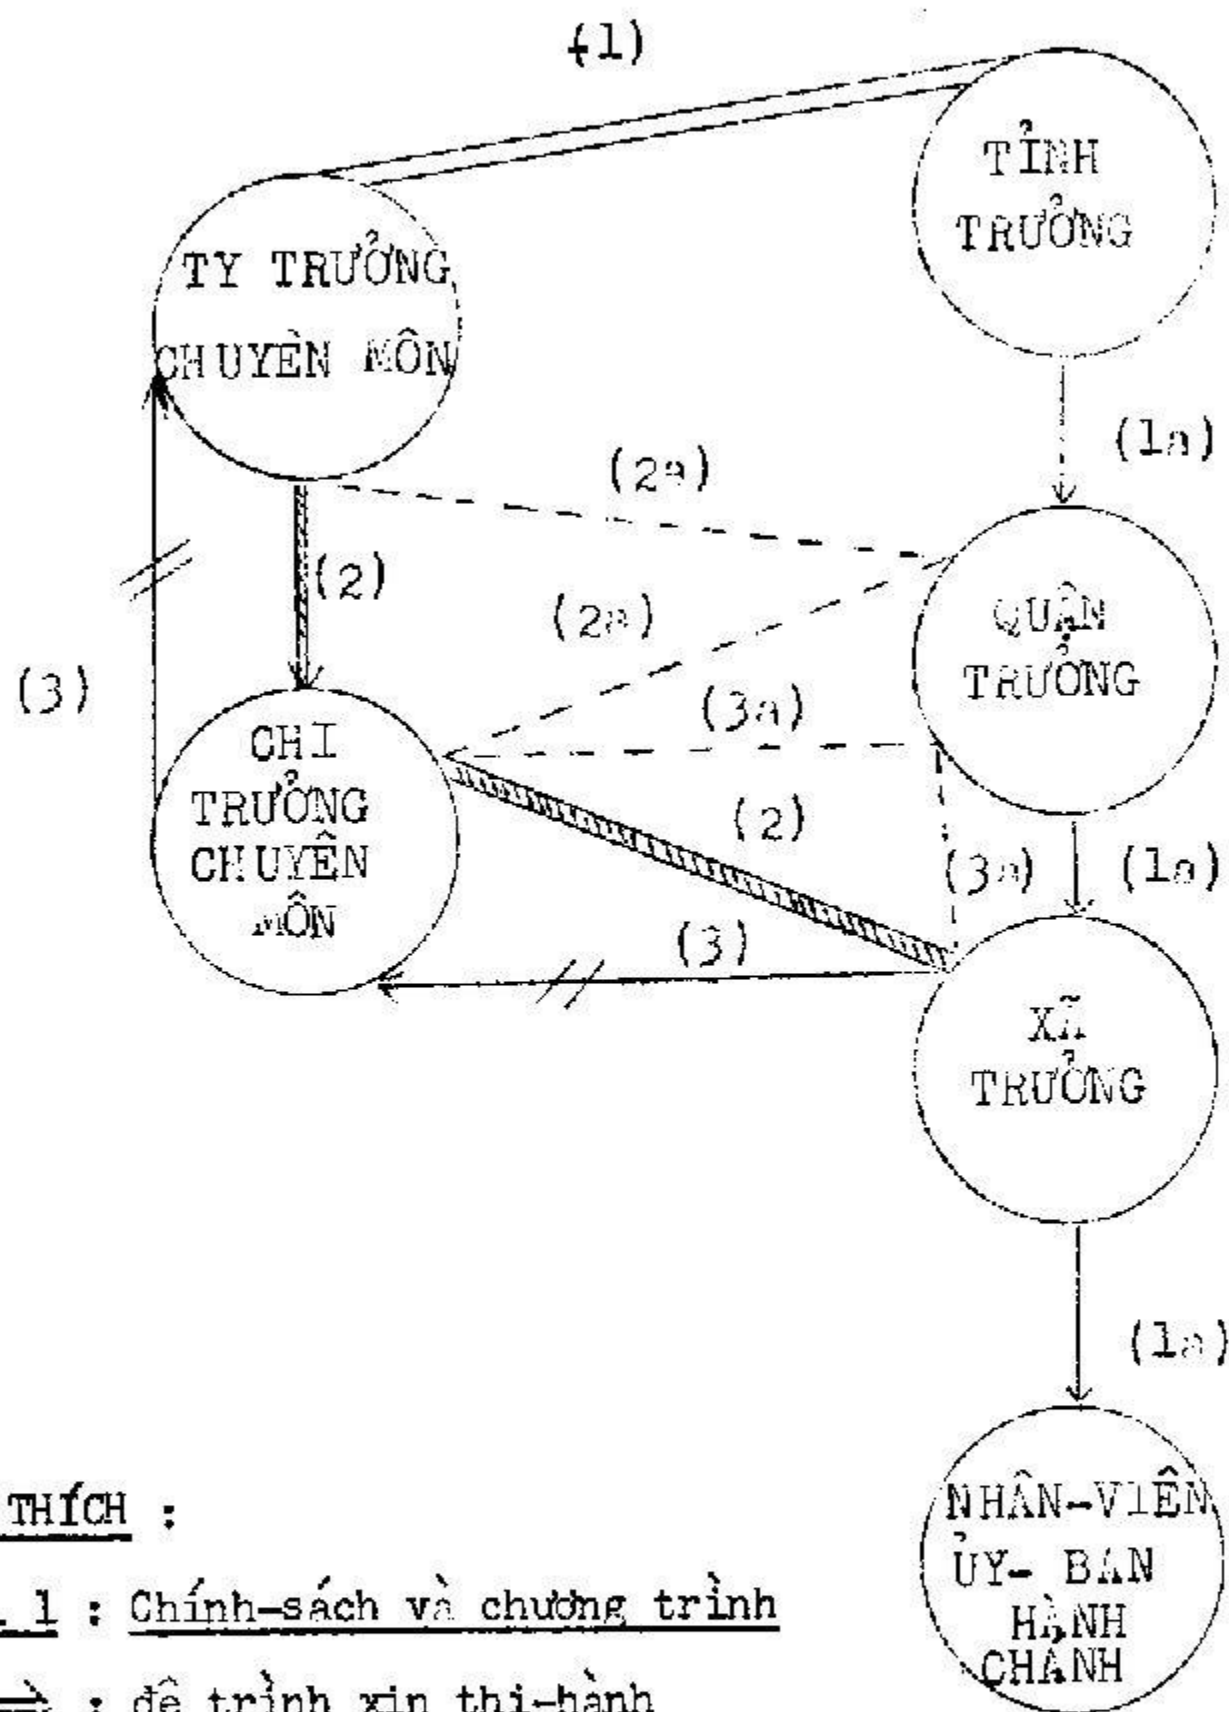 (1)
TỈNH
TRƯỞNG
TY TRƯỞNG
CHUYÊN MÔN
(1a)
(2a)
(2)
(2a)
QUẬN
TRƯỞNG
(3)
(3a)
CHI
TRƯỞNG
CHUYÊN
MÔN
(2)
(3a)
(1a)
(3)
XÃ
TRƯỞNG
(1a)
NHÂN-VIÊN
ỦY- BAN
HÀNH
CHÁNH
THÍCH :
1 : Chính-sách và chương trình
: đệ trình xin thi-hành